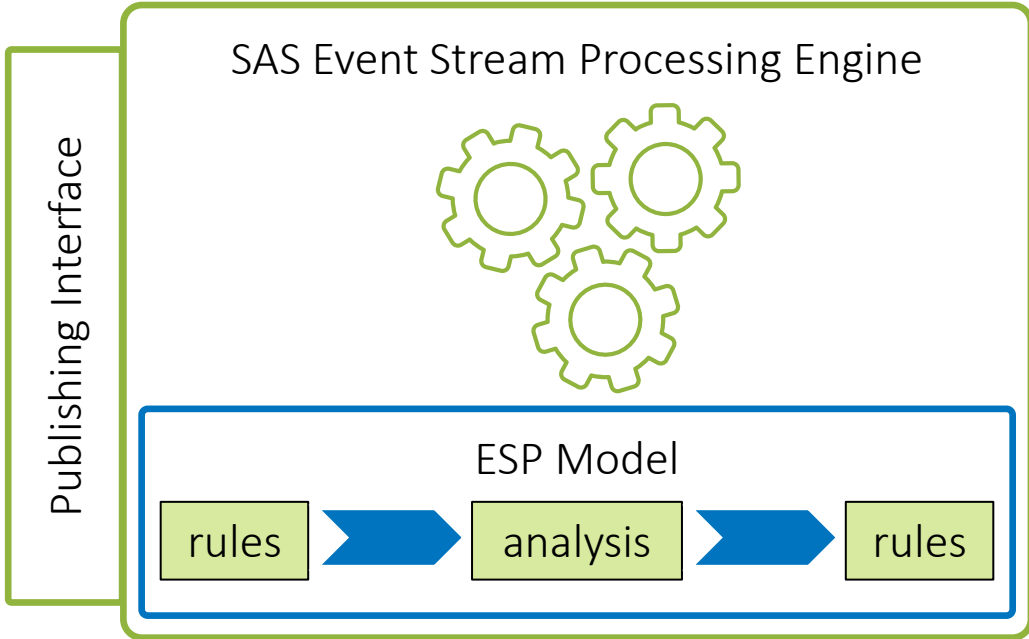 SAS Event Stream Processing Engine
Publishing Interface
ESP Model
rules
analysis
rules